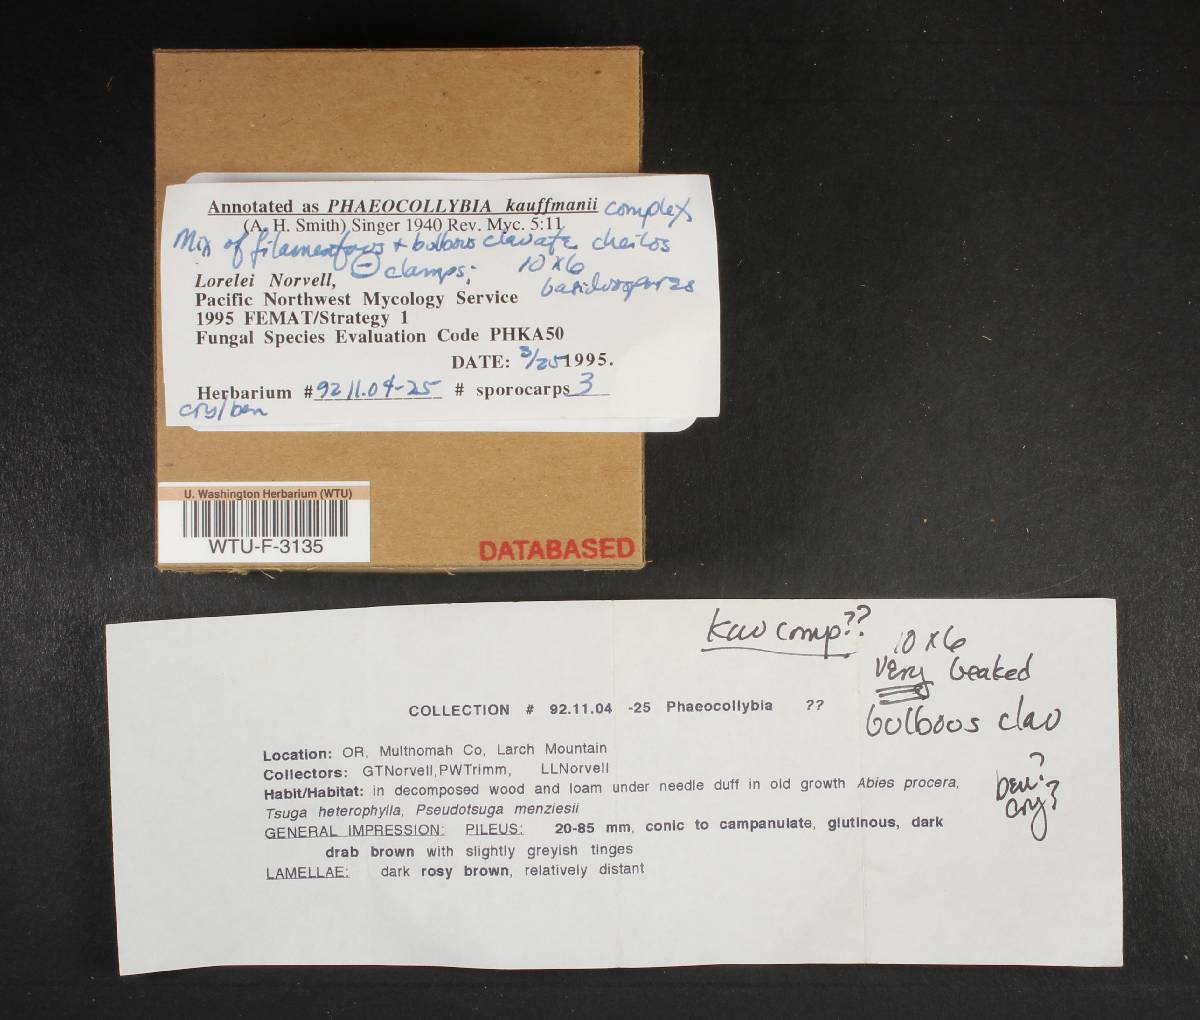 Annotated as PHAEOCOLLYBIA kauffmanii complex
(A. H. Smith) Singer 1940 Rev. Myc. 5:11
Mix of filamentous + bulbous clavate cheilos
⊖ clamps; 10 x 6
basidiospores
Lorelei Norvell,
Pacific Northwest Mycology Service
1995 FEMAT/Strategy 1
Fungal Species Evaluation Code PHKA50
DATE: 3/25 1995.
Herbarium # 92 11.04-25 # sporocarps 3
cry/ben
U. Washington Herbarium (WTU)
WTU-F-3135
DATABASED
Kau comp??
10 x 6
very beaked
bulbous clav
ben?
cry?
COLLECTION # 92.11.04 -25 Phaeocollybia ??
Location: OR, Multnomah Co, Larch Mountain
Collectors: GTNorvell,PWTrimm, LLNorvell
Habit/Habitat: in decomposed wood and loam under needle duff in old growth Abies procera,
Tsuga heterophylla, Pseudotsuga menziesii
GENERAL IMPRESSION: PILEUS: 20-85 mm, conic to campanulate, glutinous, dark
drab brown with slightly greyish tinges
LAMELLAE: dark rosy brown, relatively distant